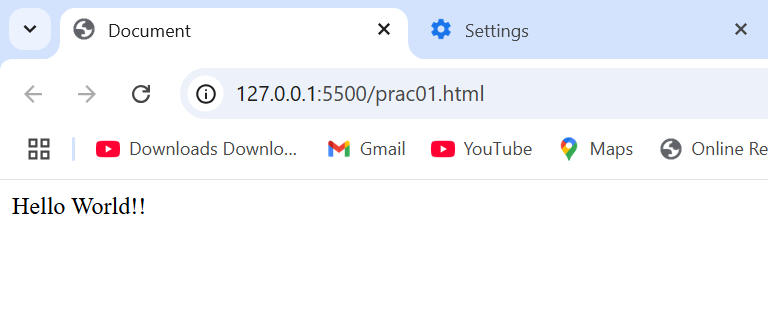 Document Settings
127.0.0.1:5500/prac01.html
Downloads Downlo... Gmail YouTube Maps Online Re
Hello World!!